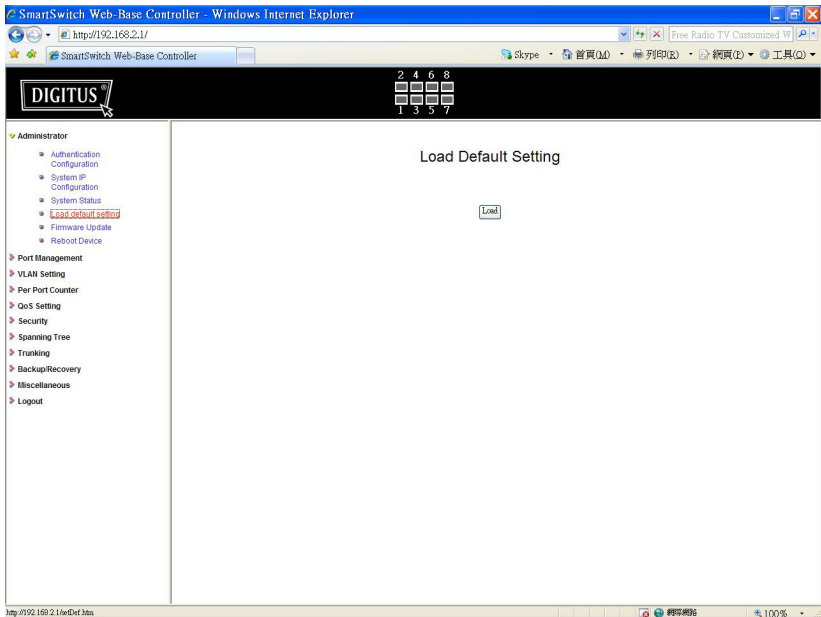 SmartSwitch Web-Base Controller - Windows Internet Explorer
http://192.168.2.1/
Free Radio TV Customized W
SmartSwitch Web-Base Controller
Skype
首頁(M)
列印(R)
網頁(P)
工具(O)
DIGITUS®
2 4 6 8
1 3 5 7
Administrator
Authentication
Configuration
System IP
Configuration
System Status
Load default setting
Firmware Update
Reboot Device
Port Management
VLAN Setting
Per Port Counter
QoS Setting
Security
Spanning Tree
Trunking
Backup/Recovery
Miscellaneous
Logout
Load Default Setting
Load
http://192.168.2.1/setDef.htm
網際網路
100%